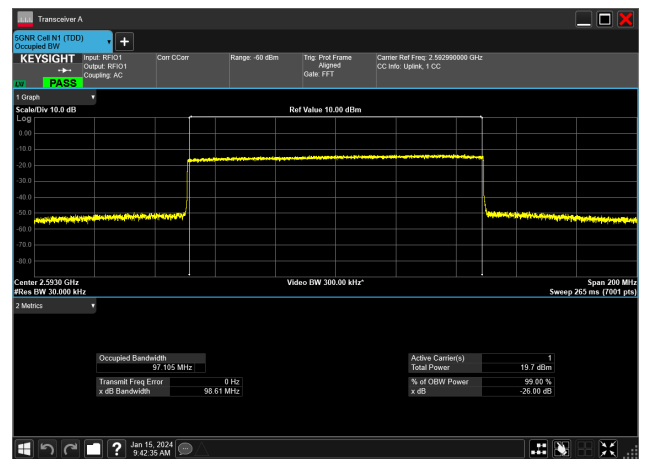 Transceiver A
5GNR Cell N1 (TDD)
Occupied BW
KEYSIGHT
Input: RFIO1
Output: RFIO1
Coupling: AC
Corr CCorr
Range: -60 dBm
Trig: Prot Frame
Aligned
Gate: FFT
Carrier Ref Freq: 2.592990000 GHz
CC Info: Uplink, 1 CC
PASS
1 Graph
Scale/Div 10.0 dB
Ref Value 10.00 dBm
Log
0.00
-10.0
-20.0
-30.0
-40.0
-50.0
-60.0
-70.0
-80.0
Center 2.5930 GHz
Video BW 300.00 kHz*
Span 200 MHz
#Res BW 30.000 kHz
Sweep 265 ms (7001 pts)
2 Metrics
Occupied Bandwidth
97.105 MHz
Transmit Freq Error 0 Hz
x dB Bandwidth 98.61 MHz
Active Carrier(s) 1
Total Power 19.7 dBm
% of OBW Power 99.00 %
x dB -26.00 dB
Jan 15, 2024
9:42:35 AM